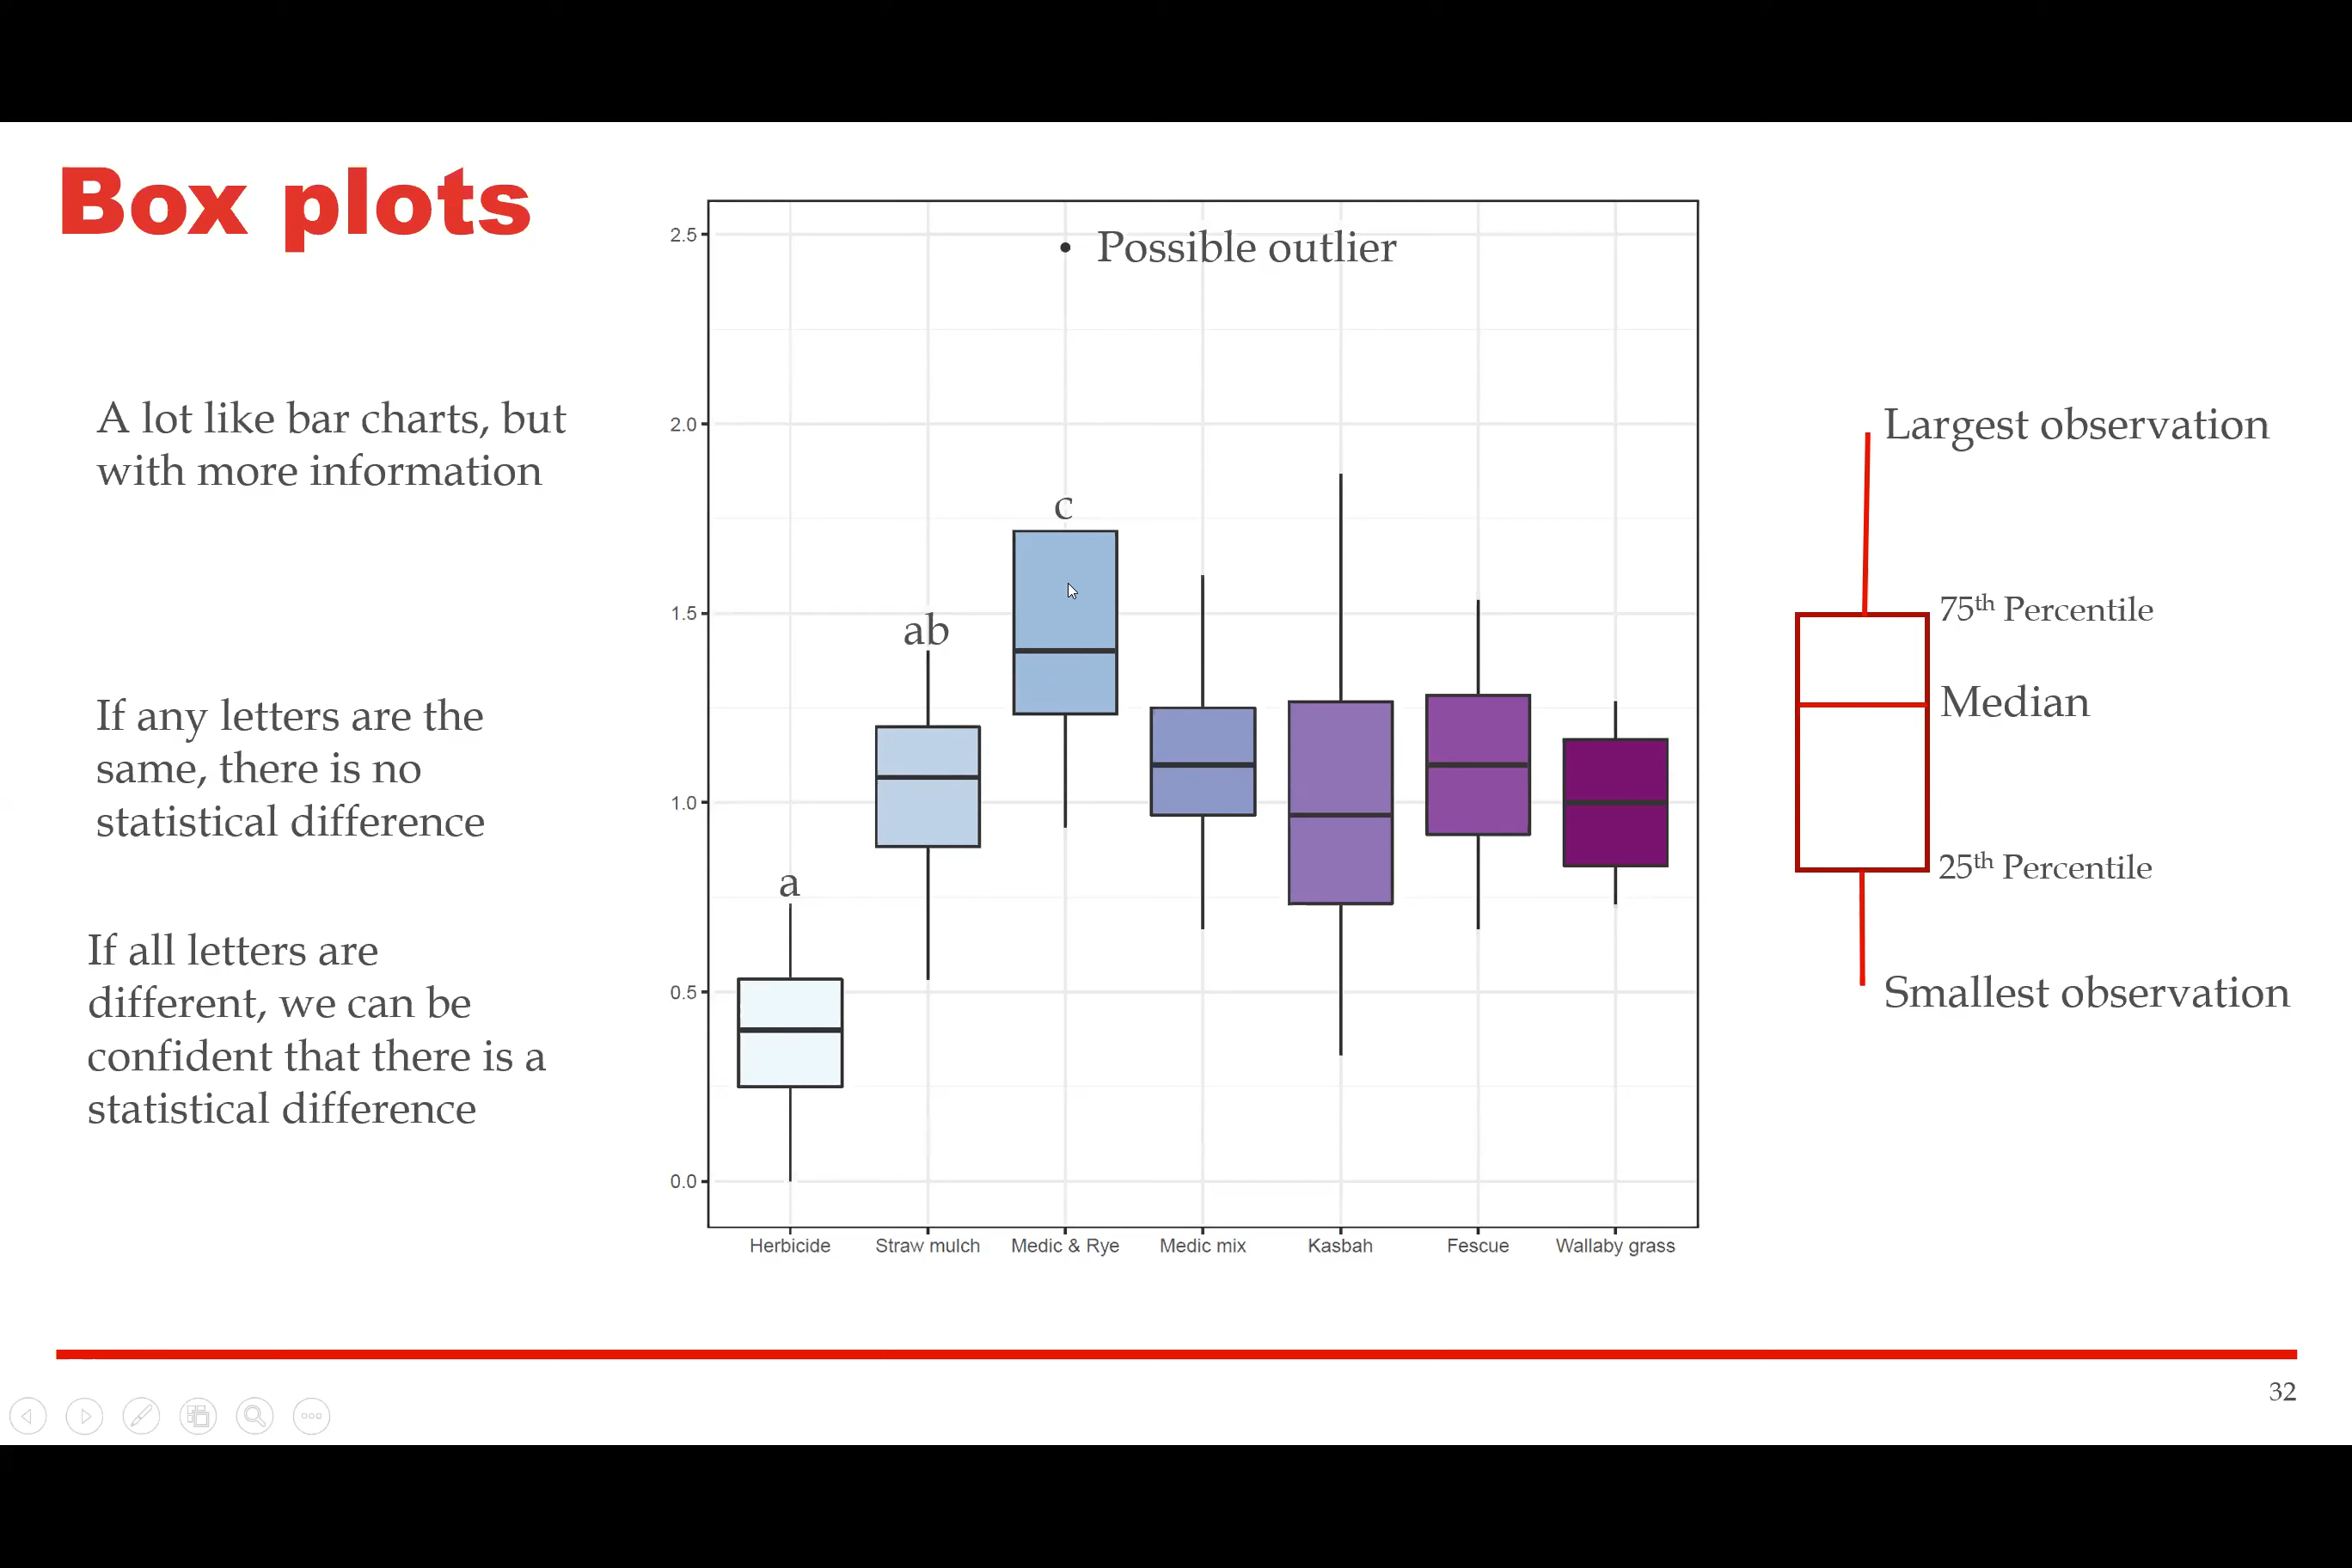 Box plots
A lot like bar charts, but
with more information
If any letters are the
same, there is no
statistical difference
If all letters are
different, we can be
confident that there is a
statistical difference
2.5
2.0
1.5
1.0
0.5
0.0
• Possible outlier
c
ab
a
Herbicide Straw mulch Medic & Rye Medic mix Kasbah Fescue Wallaby grass
Largest observation
75th Percentile
Median
25th Percentile
Smallest observation
32